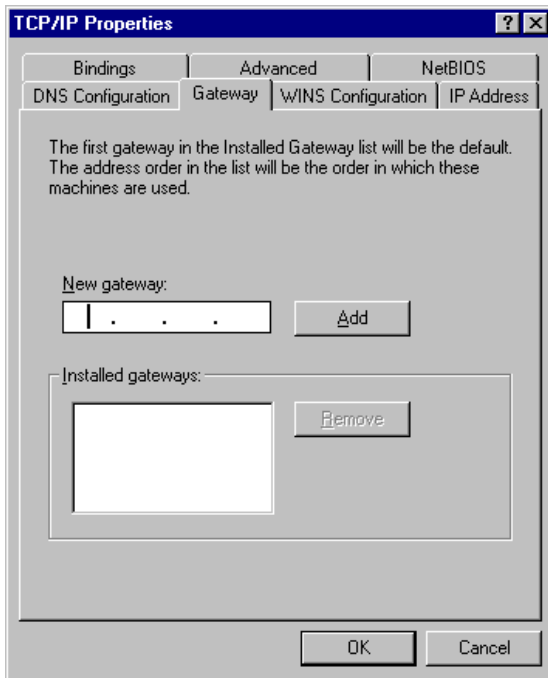 TCP/IP Properties
Bindings Advanced NetBIOS
DNS Configuration Gateway WINS Configuration IP Address
The first gateway in the Installed Gateway list will be the default.
The address order in the list will be the order in which these
machines are used.
New gateway:
. . .
Add
Installed gateways:
Remove
OK Cancel